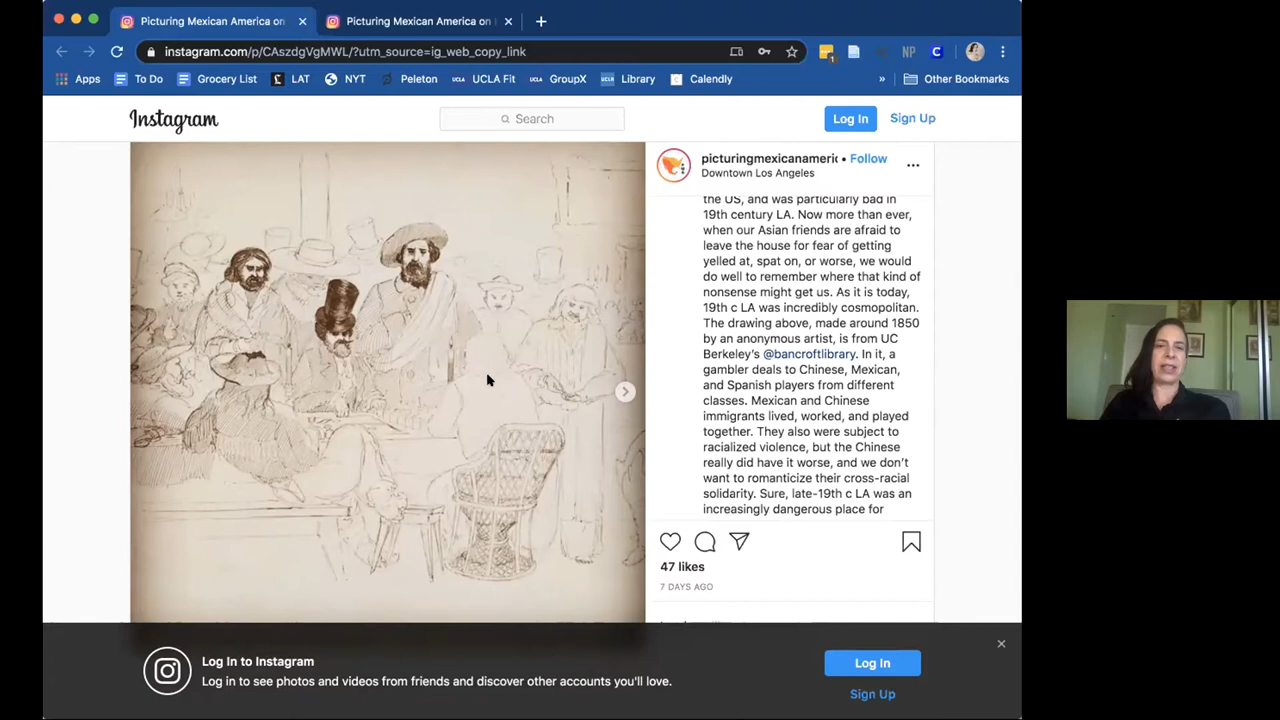 Picturing Mexican America on
Picturing Mexican America on
instagram.com/p/CAszdgVgMWL/?utm_source=ig_web_copy_link
NP
C
1
Apps To Do Grocery List LAT NYT Peleton UCLA UCLA Fit UCLA GroupX Library Calendly » Other Bookmarks
Instagram
Search
Log In
Sign Up
picturingmexicanameri • Follow
Downtown Los Angeles
the US, and was particularly bad in
19th century LA. Now more than ever,
when our Asian friends are afraid to
leave the house for fear of getting
yelled at, spat on, or worse, we would
do well to remember where that kind of
nonsense might get us. As it is today,
19th c LA was incredibly cosmopolitan.
The drawing above, made around 1850
by an anonymous artist, is from UC
Berkeley's @bancroftlibrary. In it, a
gambler deals to Chinese, Mexican,
and Spanish players from different
classes. Mexican and Chinese
immigrants lived, worked, and played
together. They also were subject to
racialized violence, but the Chinese
really did have it worse, and we don't
want to romanticize their cross-racial
solidarity. Sure, late-19th c LA was an
increasingly dangerous place for
47 likes
7 DAYS AGO
Log In to Instagram
Log in to see photos and videos from friends and discover other accounts you'll love.
Log In
Sign Up